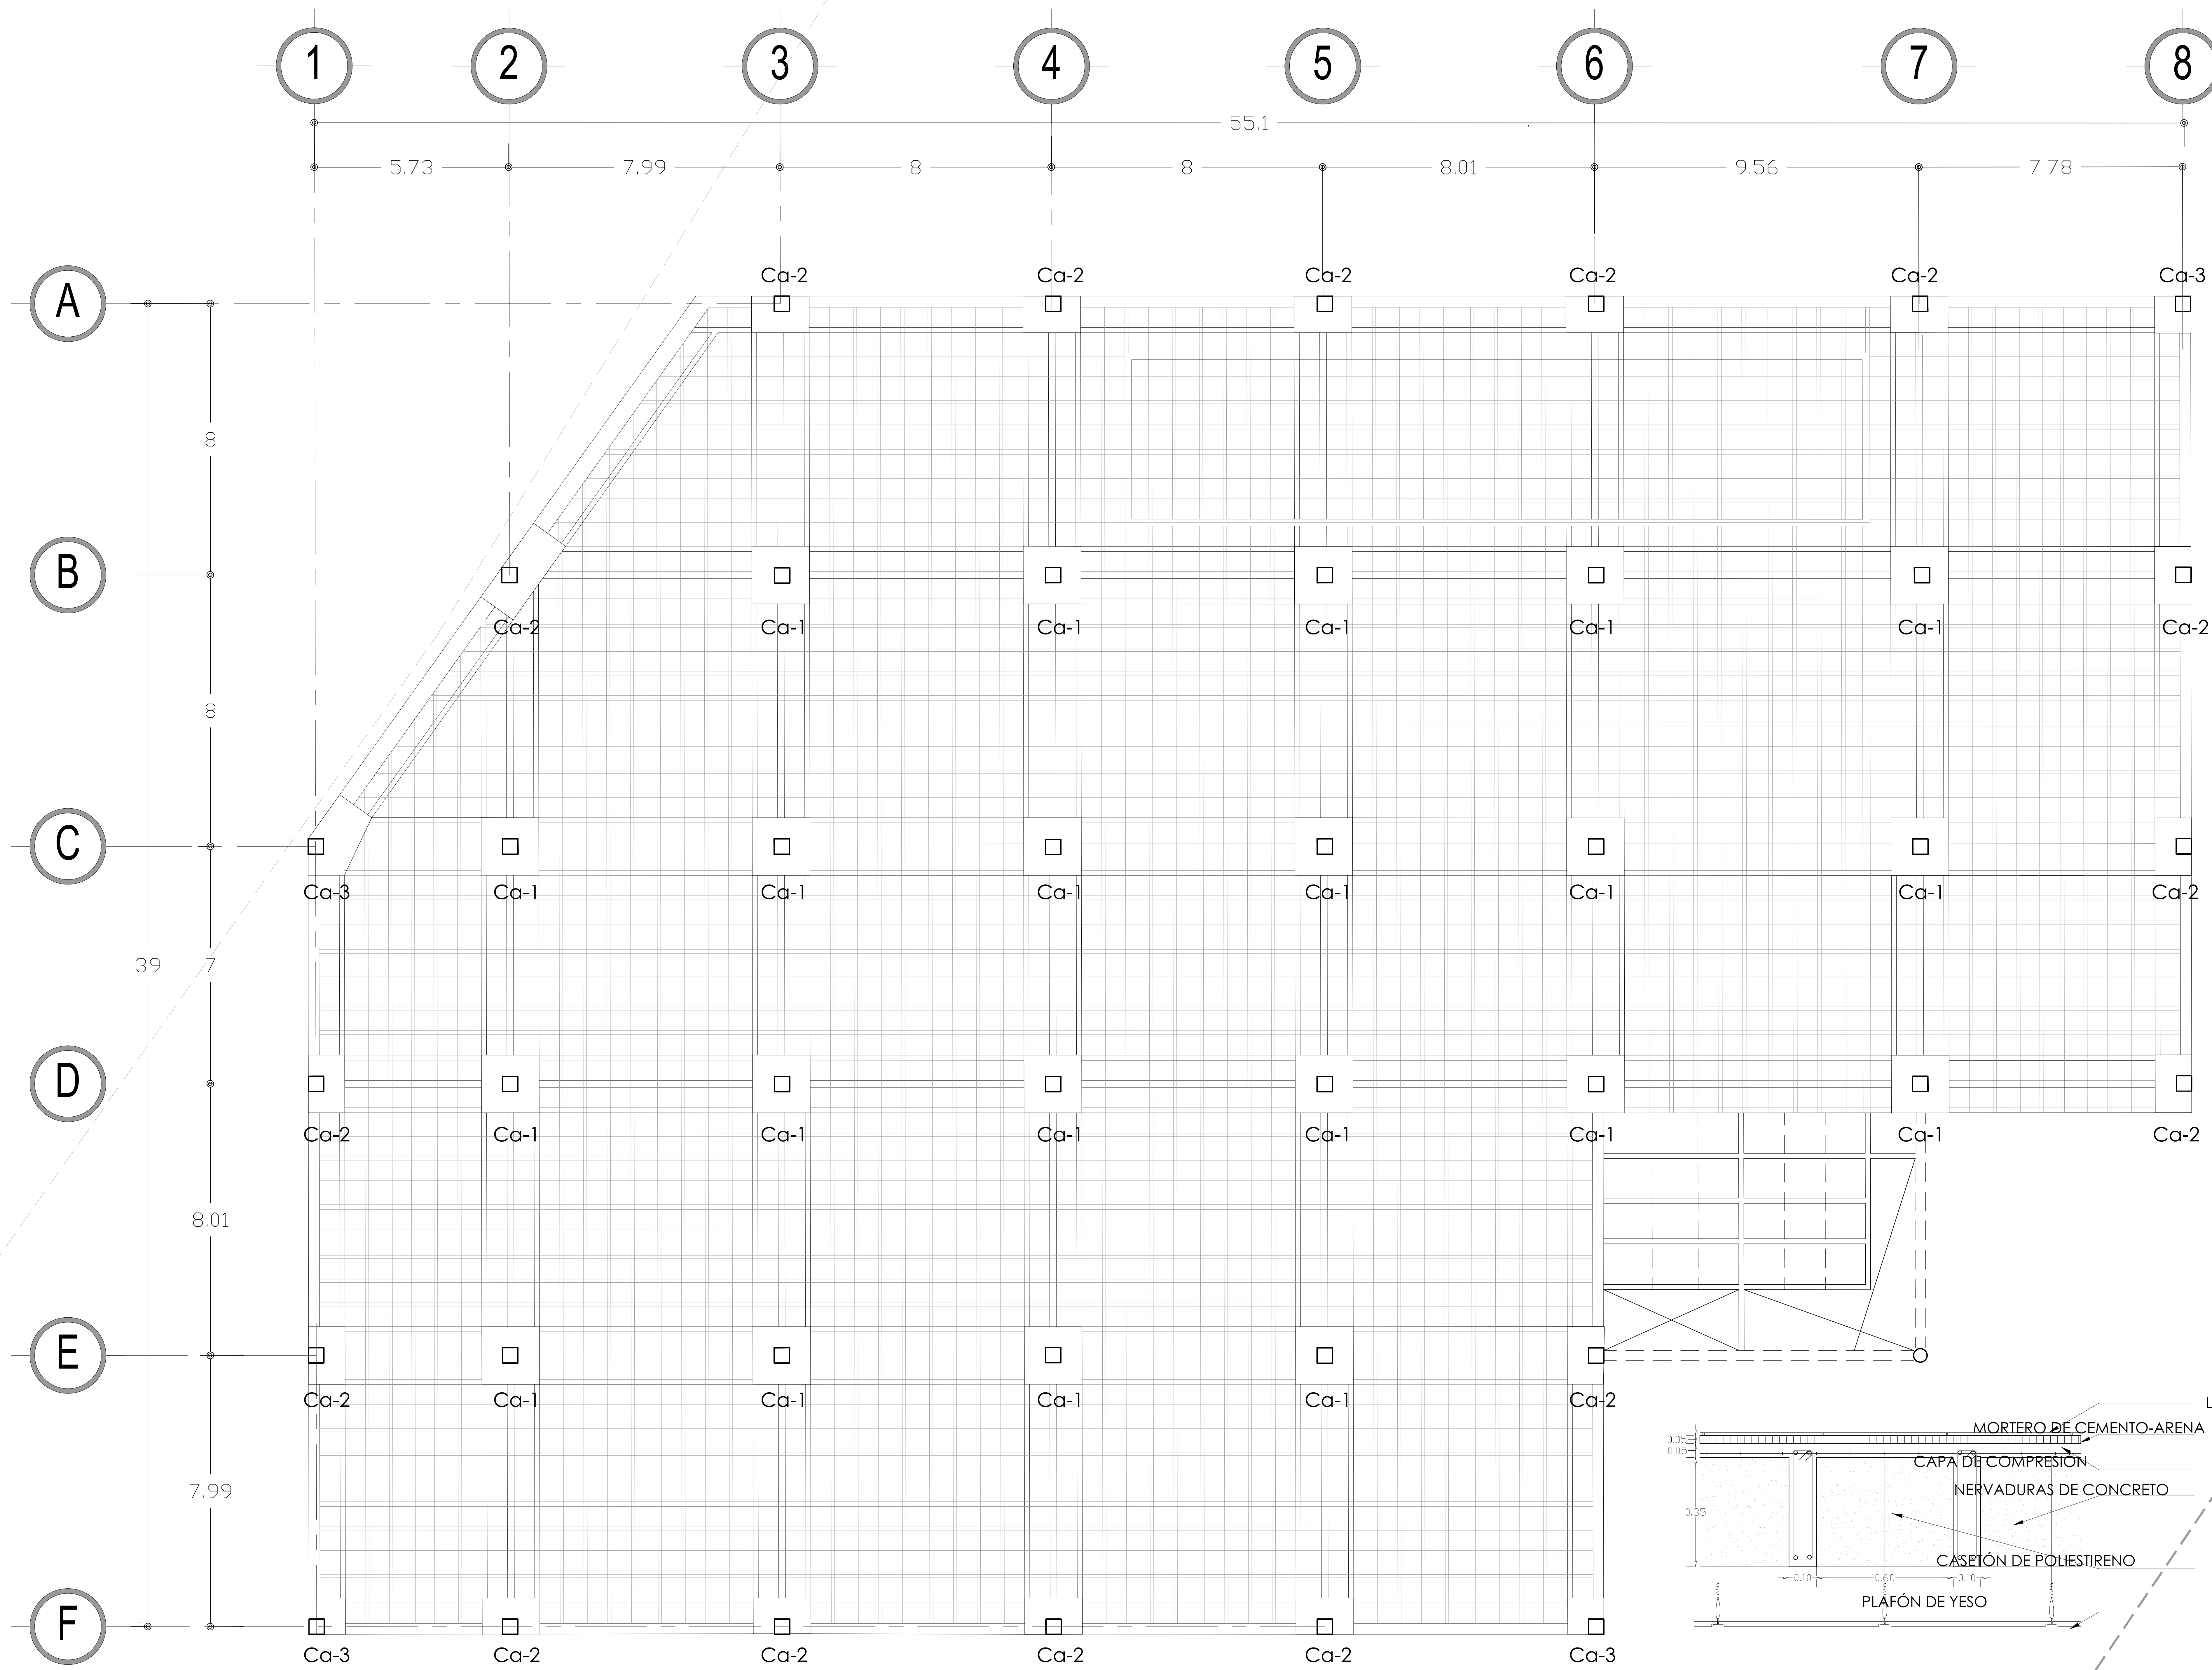 1 2 3 4 5 6 7 8
55.1
5.73 7.99 8 8 8.01 9.56 7.78
Ca-2 Ca-2 Ca-2 Ca-2 Ca-2 Ca-3
A
8
B
Ca-2 Ca-1 Ca-1 Ca-1 Ca-1 Ca-1 Ca-2
8
C
Ca-3 Ca-1 Ca-1 Ca-1 Ca-1 Ca-1 Ca-1 Ca-2
39 7
D
Ca-2 Ca-1 Ca-1 Ca-1 Ca-1 Ca-1 Ca-1 Ca-2
8.01
E
Ca-2 Ca-1 Ca-1 Ca-1 Ca-1 Ca-2
L
MORTERO DE CEMENTO-ARENA
0.05
0.05
CAPA DE COMPRESIÓN
7.99
NERVADURAS DE CONCRETO
0.35
CASETÓN DE POLIESTIRENO
0.10 0.60 0.10
PLAFÓN DE YESO
F
Ca-3 Ca-2 Ca-2 Ca-2 Ca-2 Ca-3